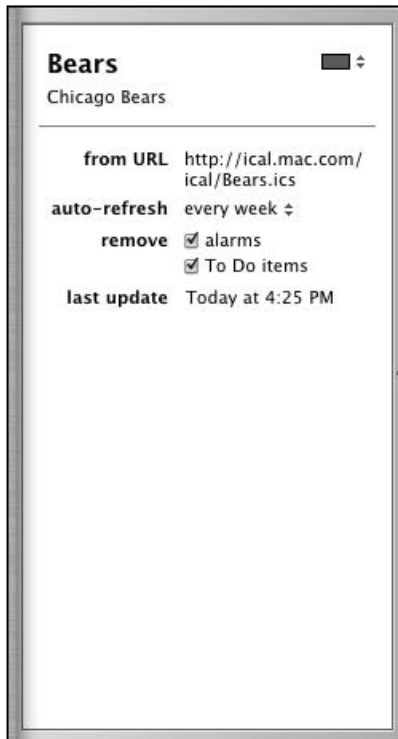 Bears
Chicago Bears
from URL http://ical.mac.com/
ical/Bears.ics
auto-refresh every week
remove alarms
To Do items
last update Today at 4:25 PM